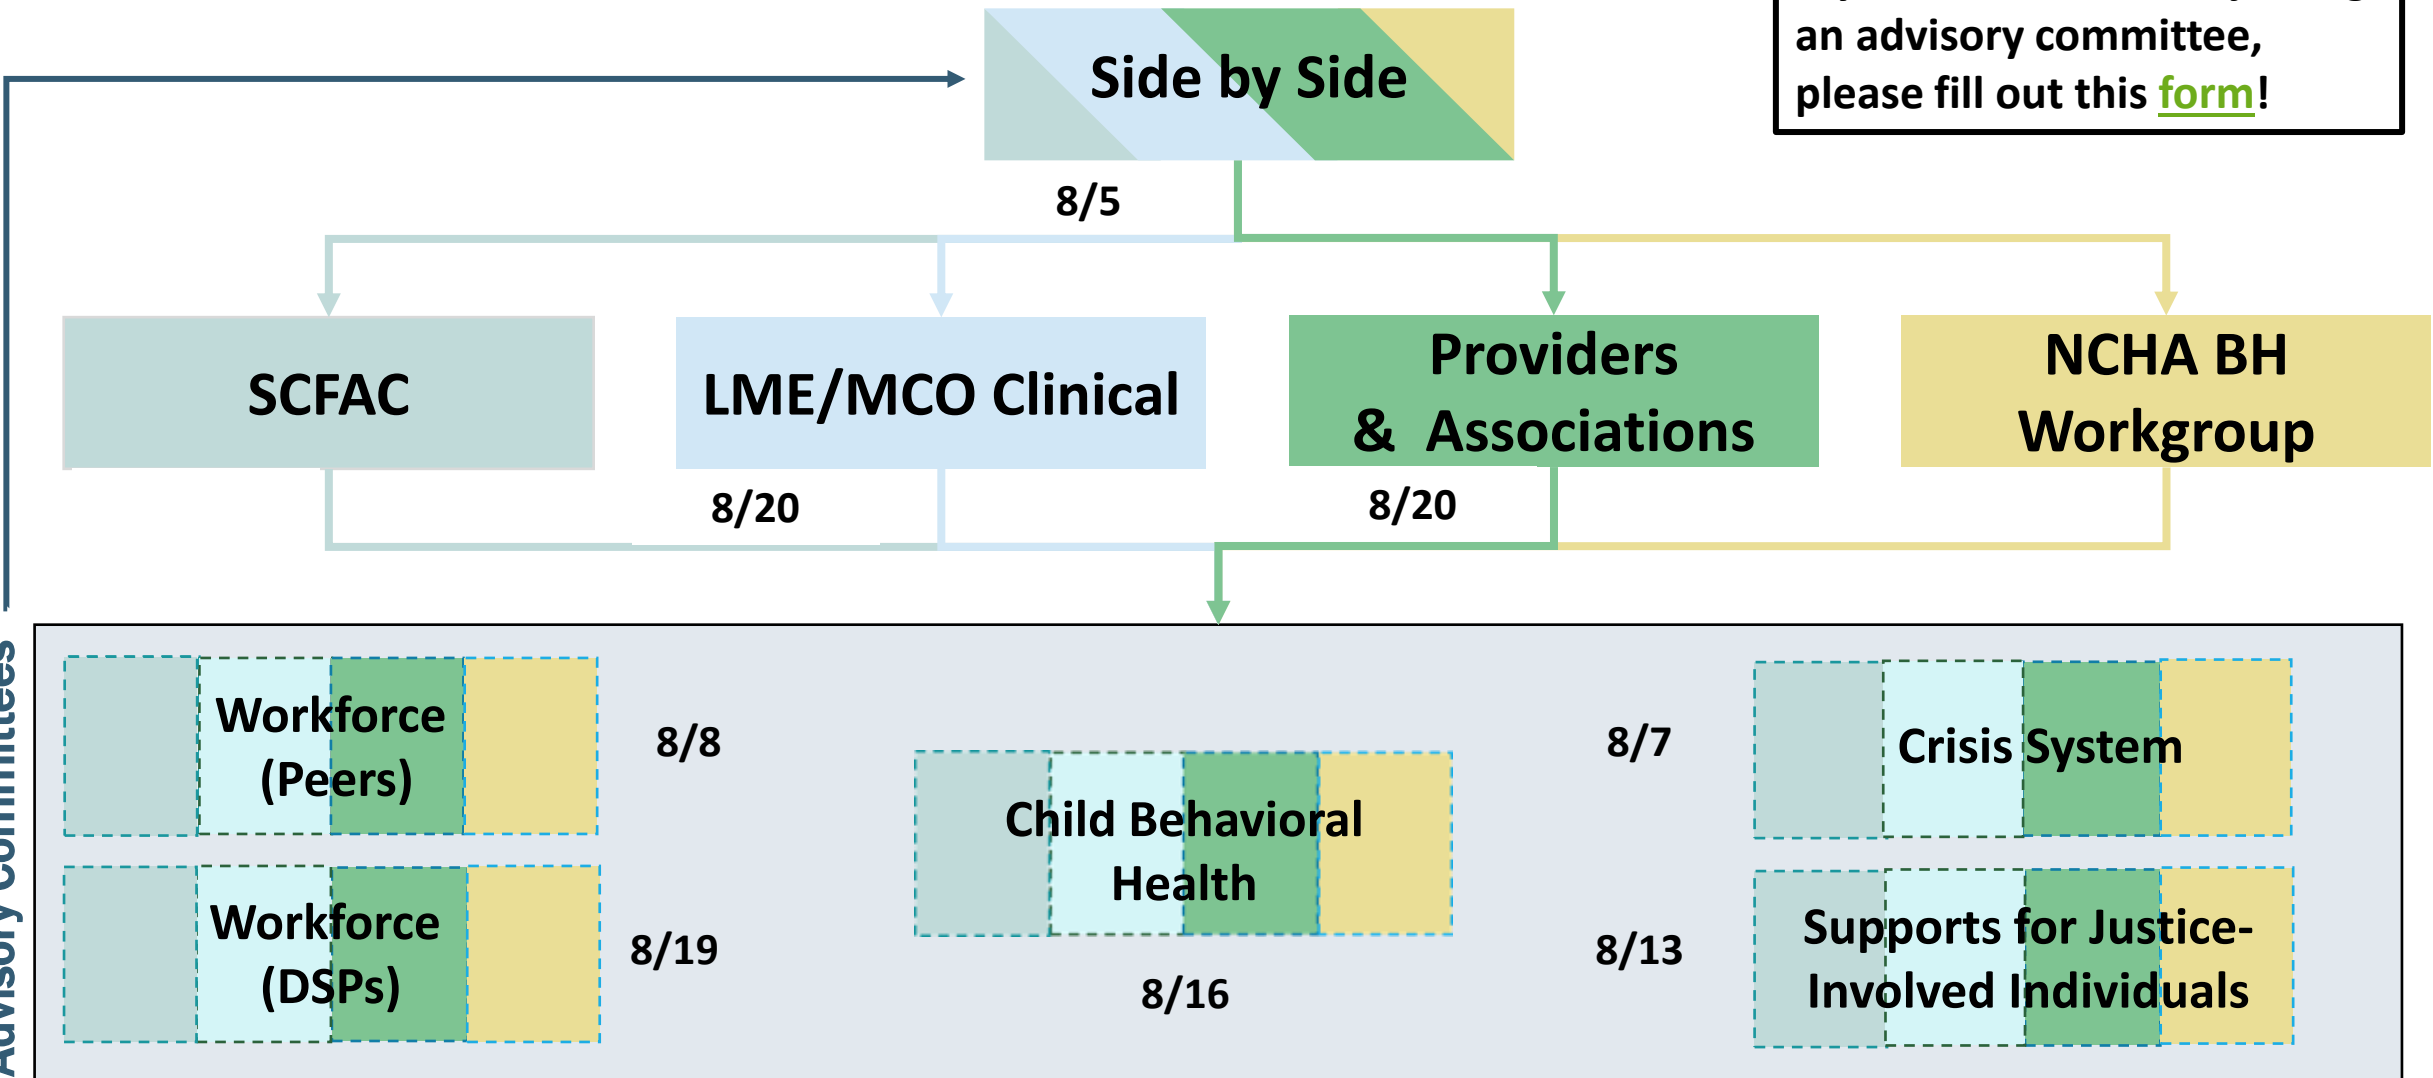 an advisory committee,
please fill out this form!
Side by Side
8/5
SCFAC
LME/MCO Clinical
Providers
& Associations
NCHA BH
Workgroup
8/20
8/20
Advisory Committees
Workforce
(Peers)
8/8
Workforce
(DSPs)
8/19
Child Behavioral
Health
8/16
8/7
Crisis System
8/13
Supports for Justice-
Involved Individuals